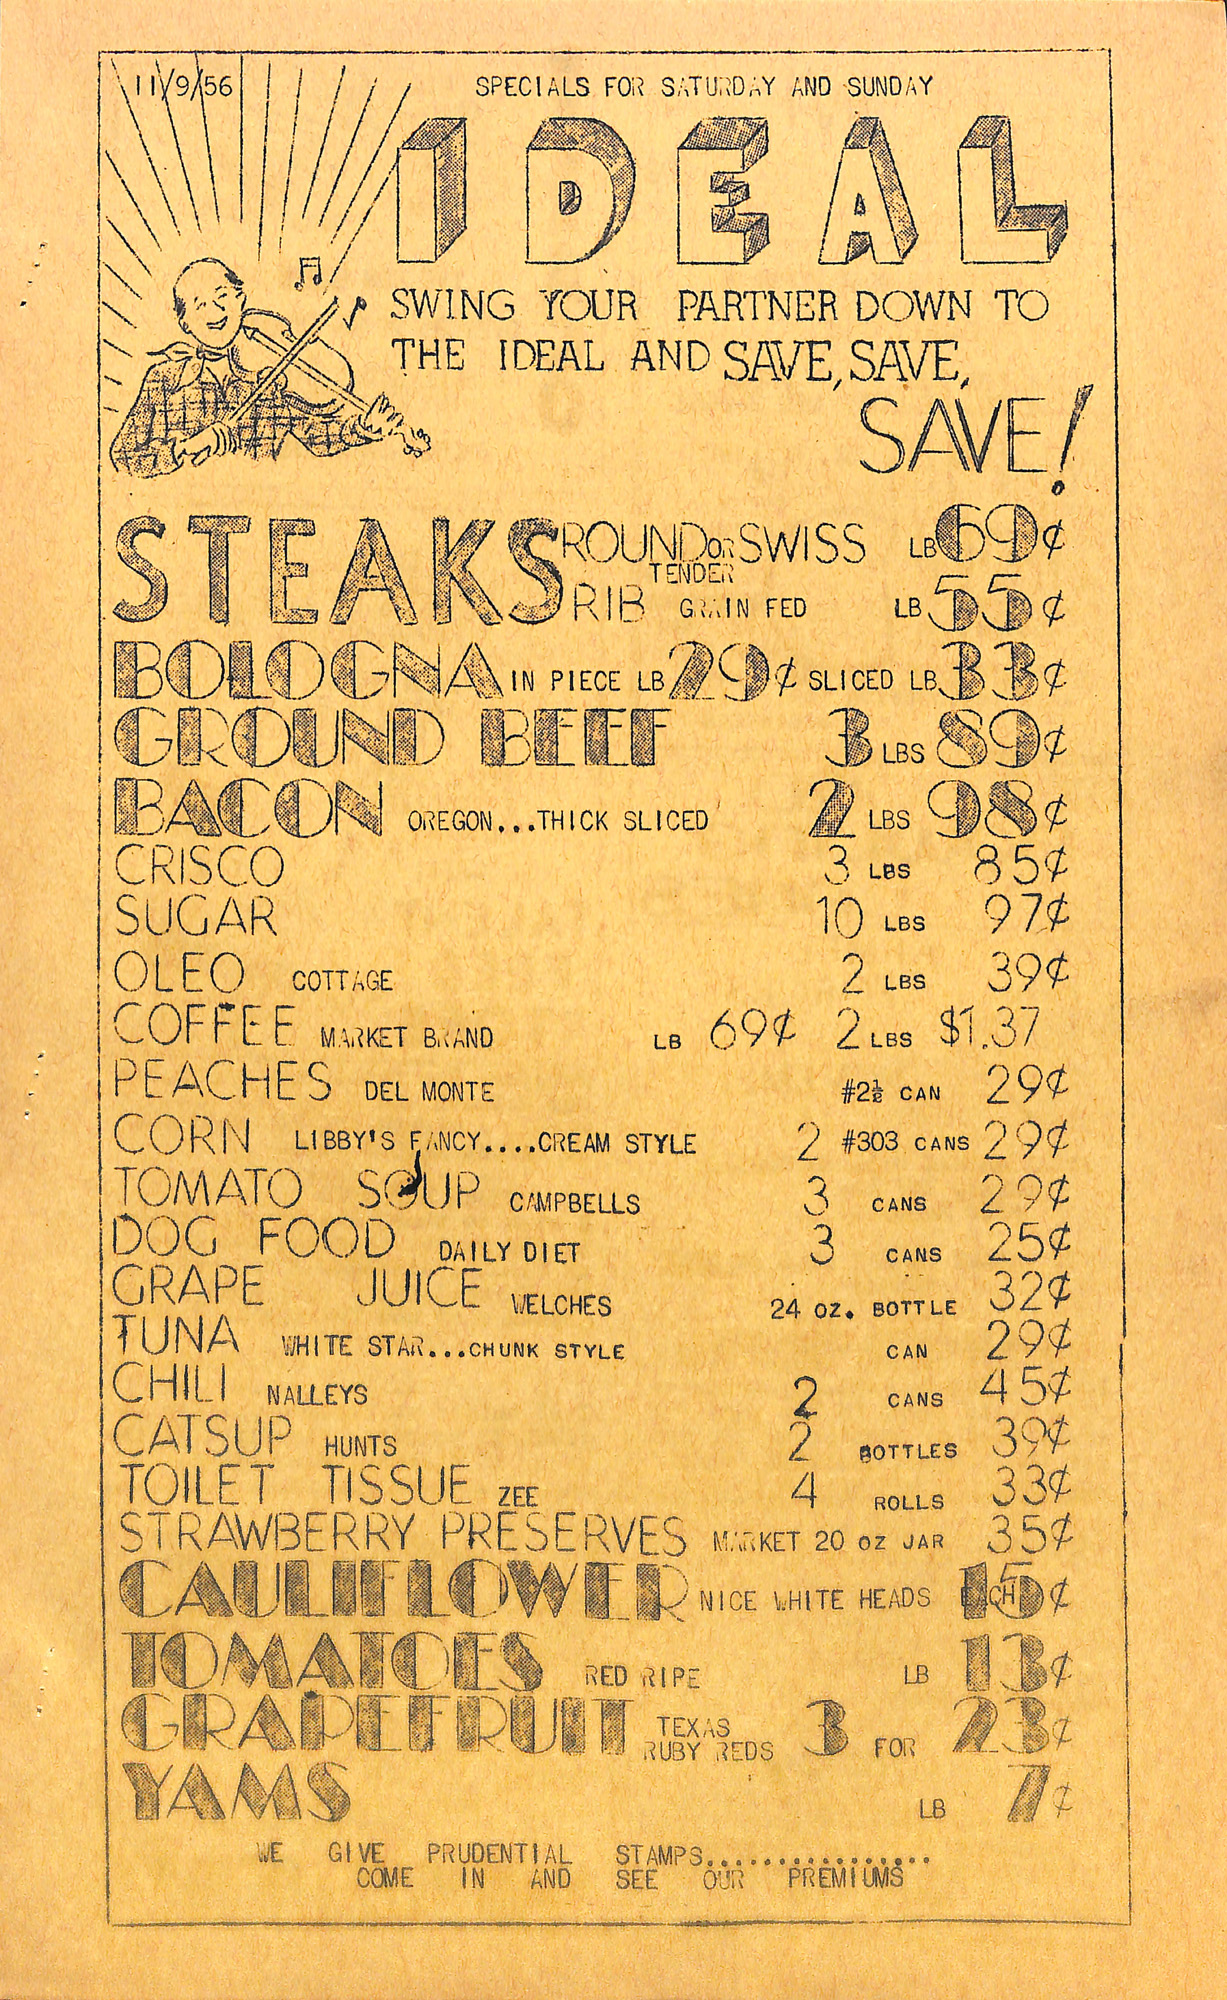 11/9/56
SPECIALS FOR SATURDAY AND SUNDAY
IDEAL
SWING YOUR PARTNER DOWN TO
THE IDEAL AND SAVE, SAVE,
SAVE!
STEAKS ROUND OR SWISS LB 69¢
TENDER
RIB GRAIN FED LB 55¢
BOLOGNA IN PIECE LB 29¢ SLICED LB 33¢
GROUND BEEF 3 LBS 89¢
BACON OREGON...THICK SLICED 2 LBS 98¢
CRISCO 3 LBS 85¢
SUGAR 10 LBS 97¢
OLEO COTTAGE 2 LBS 39¢
COFFEE MARKET BRAND LB 69¢ 2 LBS $1.37
PEACHES DEL MONTE #2½ CAN 29¢
CORN LIBBY'S FANCY....CREAM STYLE 2 #303 CANS 29¢
TOMATO SOUP CAMPBELLS 3 CANS 29¢
DOG FOOD DAILY DIET 3 CANS 25¢
GRAPE JUICE WELCHES 24 OZ. BOTTLE 32¢
TUNA WHITE STAR...CHUNK STYLE CAN 29¢
CHILI NALLEYS 2 CANS 45¢
CATSUP HUNTS 2 BOTTLES 39¢
TOILET TISSUE ZEE 4 ROLLS 33¢
STRAWBERRY PRESERVES MARKET 20 OZ JAR 35¢
CAULIFLOWER NICE WHITE HEADS EACH 15¢
TOMATOES RED RIPE LB 13¢
GRAPEFRUIT TEXAS RUBY REDS 3 FOR 23¢
YAMS LB 7¢
WE GIVE PRUDENTIAL STAMPS................
COME IN AND SEE OUR PREMIUMS